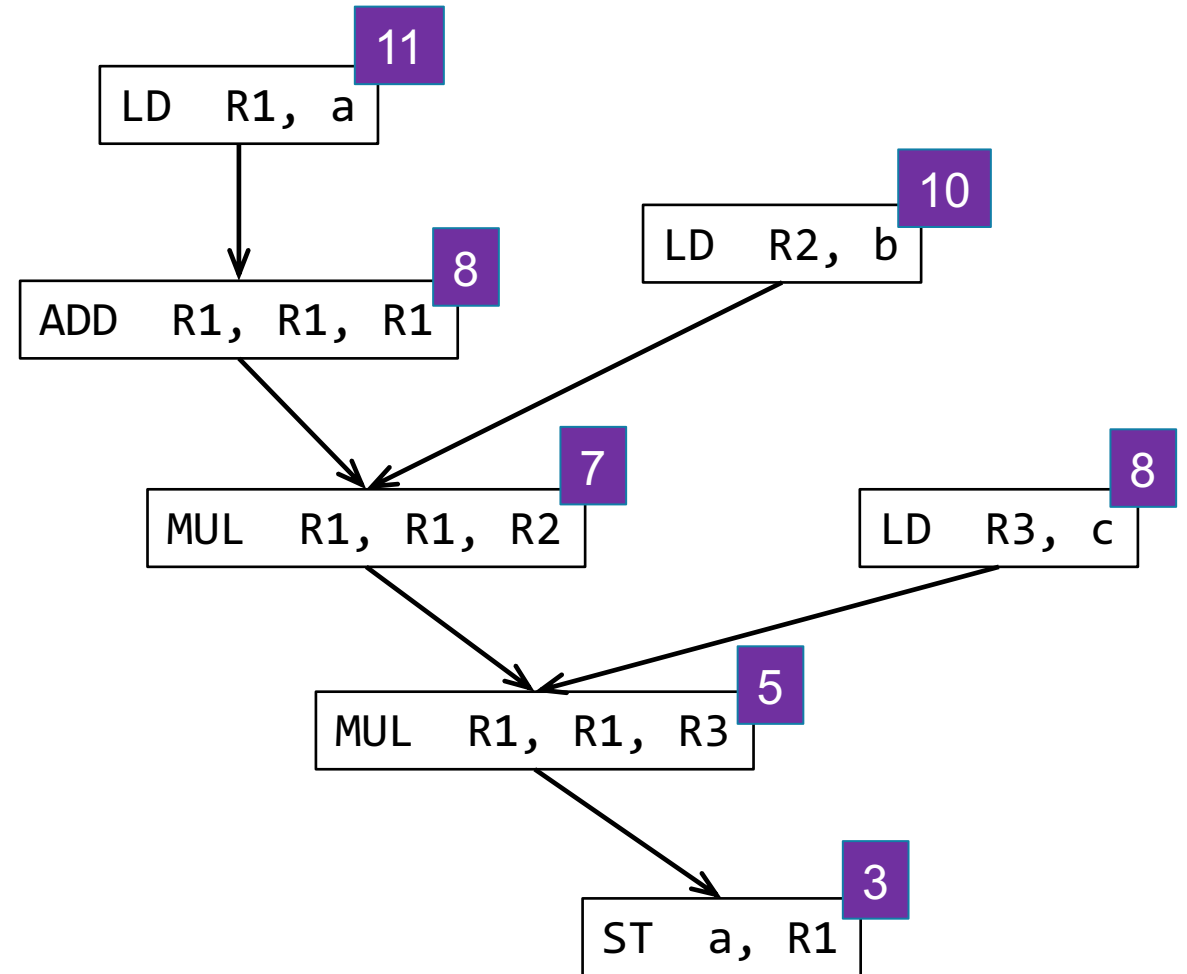 11
LD R1, a
10
LD R2, b
8
ADD R1, R1, R1
7
MUL R1, R1, R2
8
LD R3, c
5
MUL R1, R1, R3
3
ST a, R1